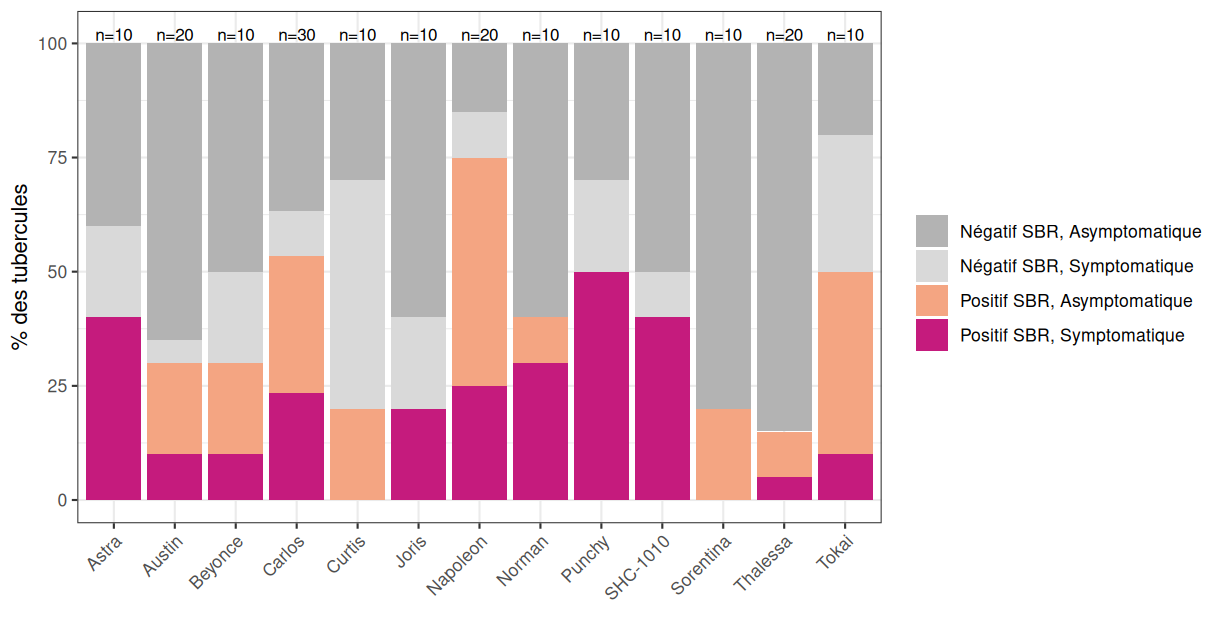 n=10 n=20 n=10 n=30 n=10 n=10 n=20 n=10 n=10 n=10 n=10 n=20 n=10
100
75
50
25
0
% des tubercules
Astra Austin Beyonce Carlos Curtis Joris Napoleon Norman Punchy SHC-1010 Sorentina Thalessa Tokai
Négatif SBR, Asymptomatique
Négatif SBR, Symptomatique
Positif SBR, Asymptomatique
Positif SBR, Symptomatique